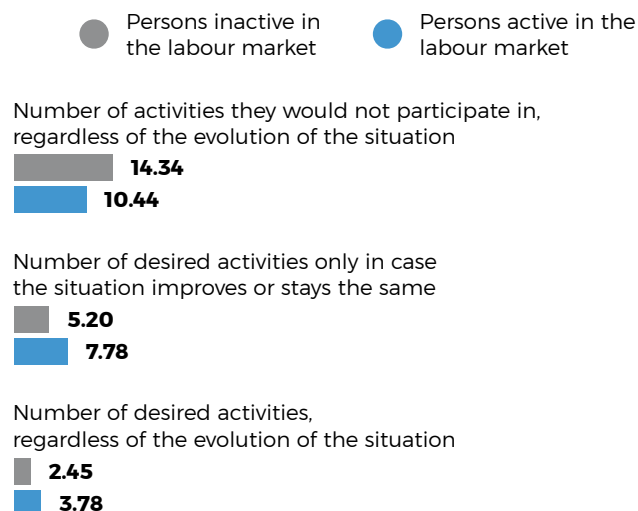 Persons inactive in
the labour market
Persons active in the
labour market
Number of activities they would not participate in,
regardless of the evolution of the situation
14.34
10.44
Number of desired activities only in case
the situation improves or stays the same
5.20
7.78
Number of desired activities,
regardless of the evolution of the situation
2.45
3.78